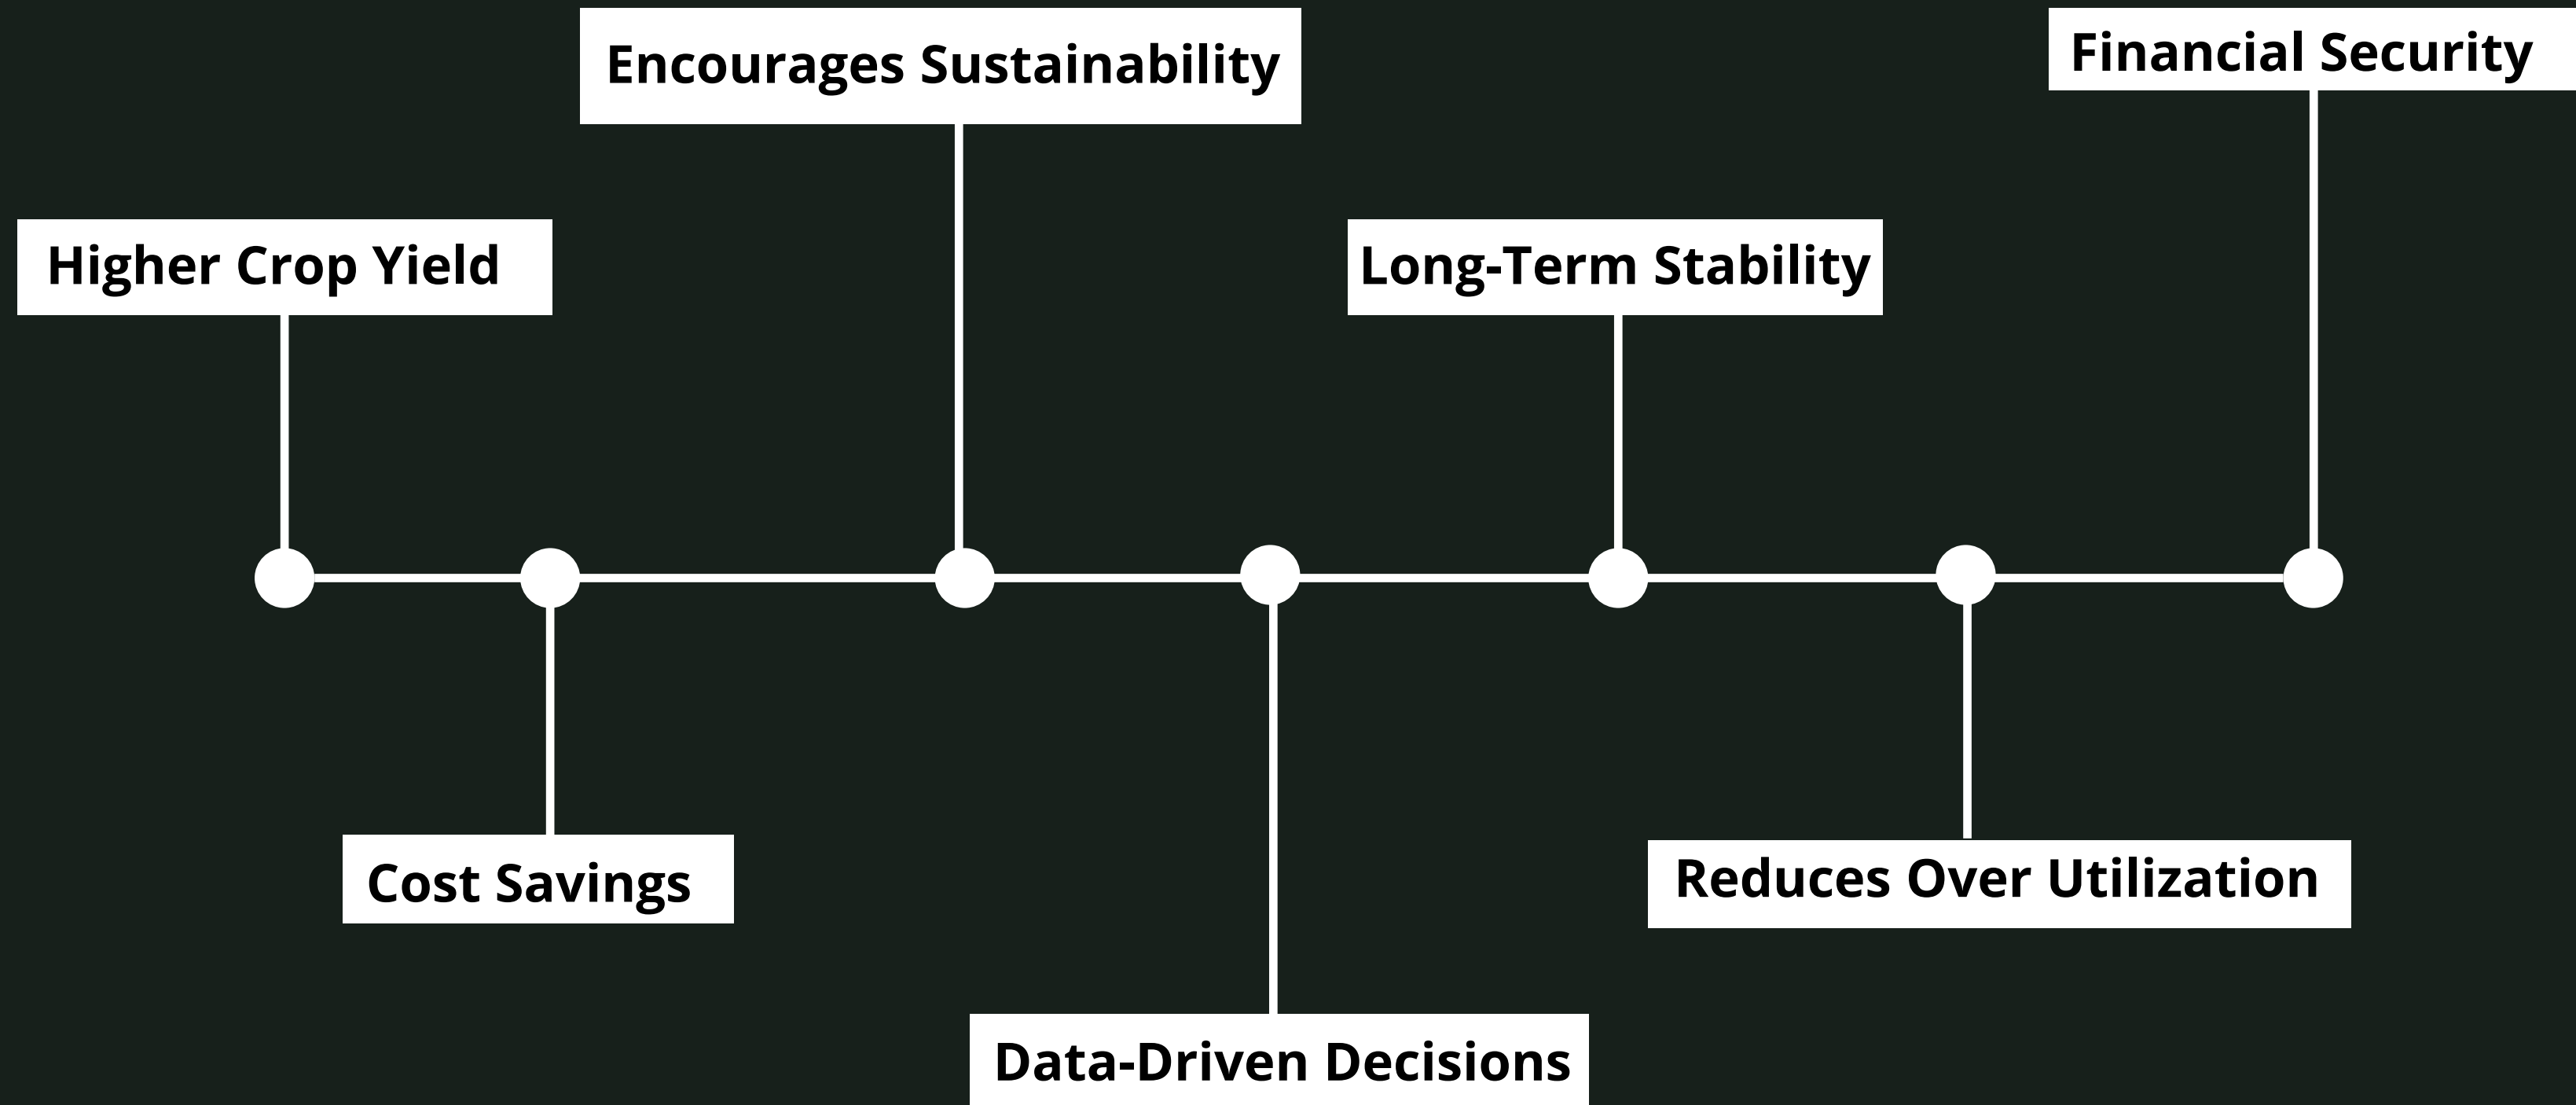 Encourages Sustainability
Financial Security
Higher Crop Yield
Long-Term Stability
Cost Savings
Reduces Over Utilization
Data-Driven Decisions